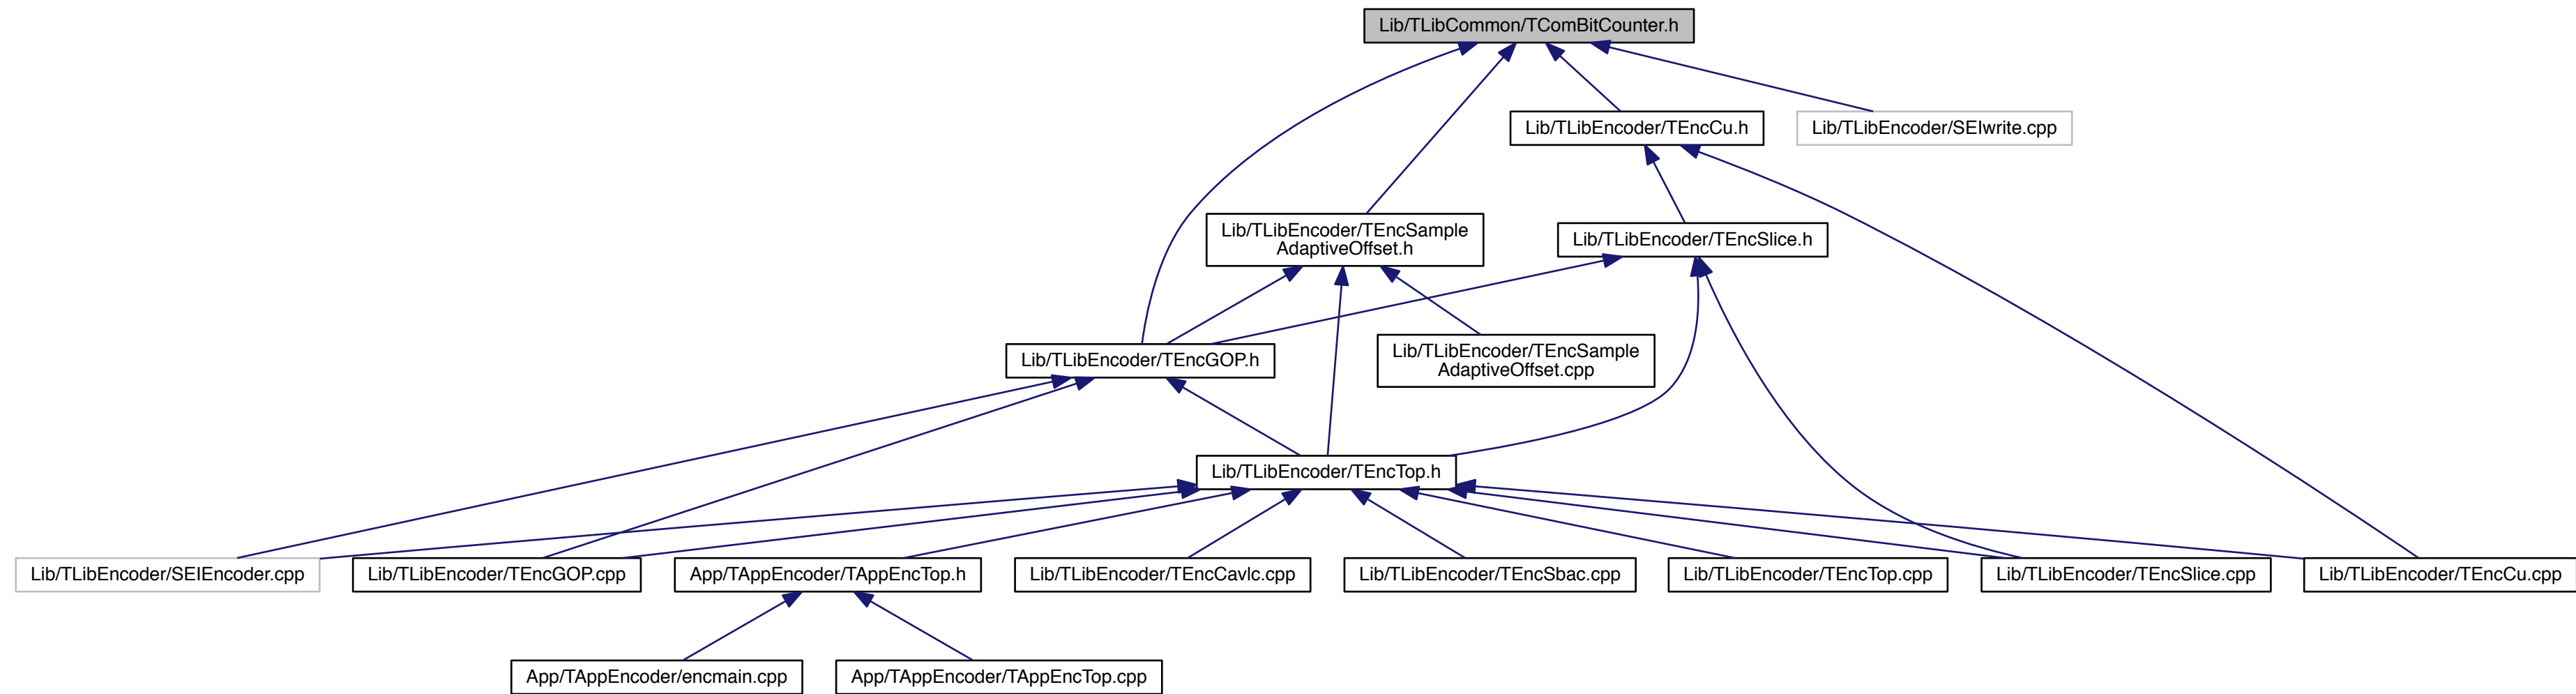 Lib/TLibCommon/TComBitCounter.h
Lib/TLibEncoder/TEncCu.h
Lib/TLibEncoder/SEIwrite.cpp
Lib/TLibEncoder/TEncSample
AdaptiveOffset.h
Lib/TLibEncoder/TEncSlice.h
Lib/TLibEncoder/TEncGOP.h
Lib/TLibEncoder/TEncSample
AdaptiveOffset.cpp
Lib/TLibEncoder/TEncTop.h
Lib/TLibEncoder/SEIEncoder.cpp
Lib/TLibEncoder/TEncGOP.cpp
App/TAppEncoder/TAppEncTop.h
Lib/TLibEncoder/TEncCavlc.cpp
Lib/TLibEncoder/TEncSbac.cpp
Lib/TLibEncoder/TEncTop.cpp
Lib/TLibEncoder/TEncSlice.cpp
Lib/TLibEncoder/TEncCu.cpp
App/TAppEncoder/encmain.cpp
App/TAppEncoder/TAppEncTop.cpp